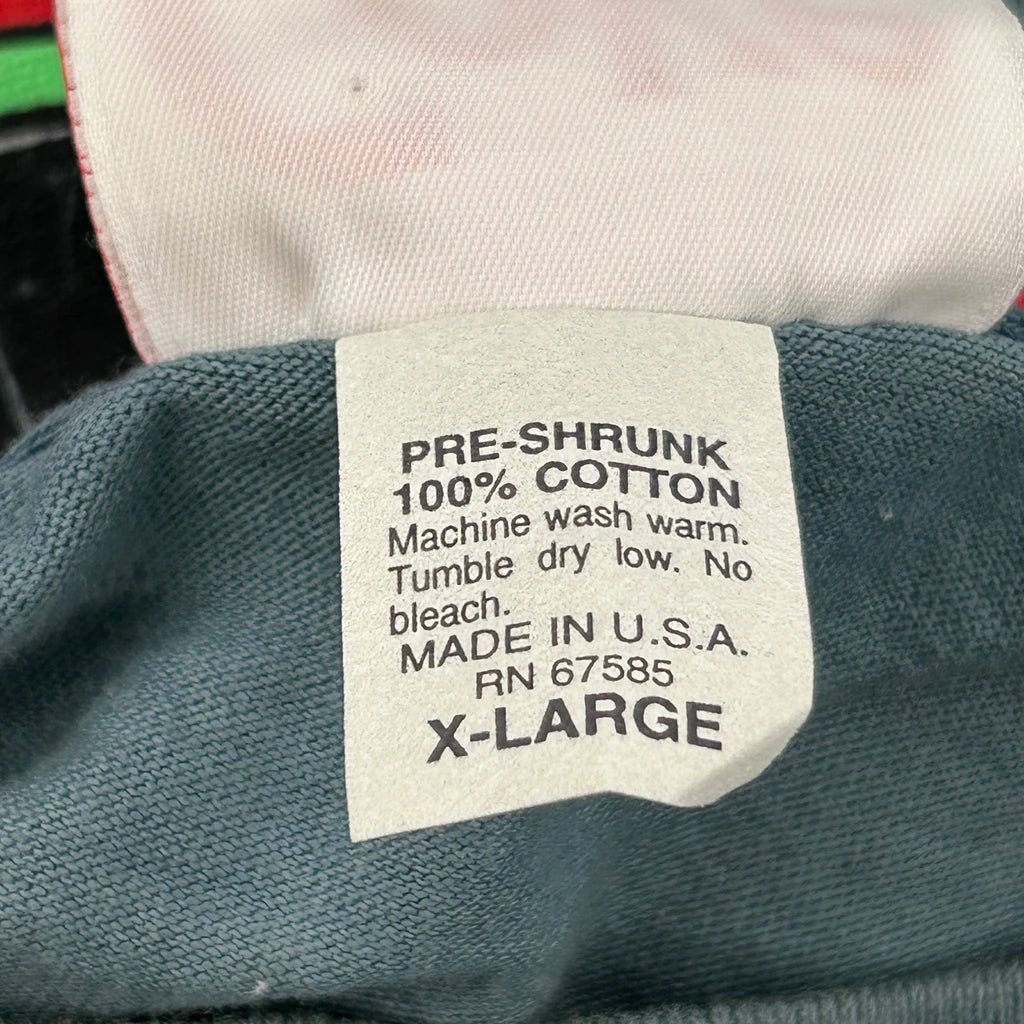 PRE-SHRUNK
100% COTTON
Machine wash warm.
Tumble dry low. No
bleach.
MADE IN U.S.A.
RN 67585
X-LARGE